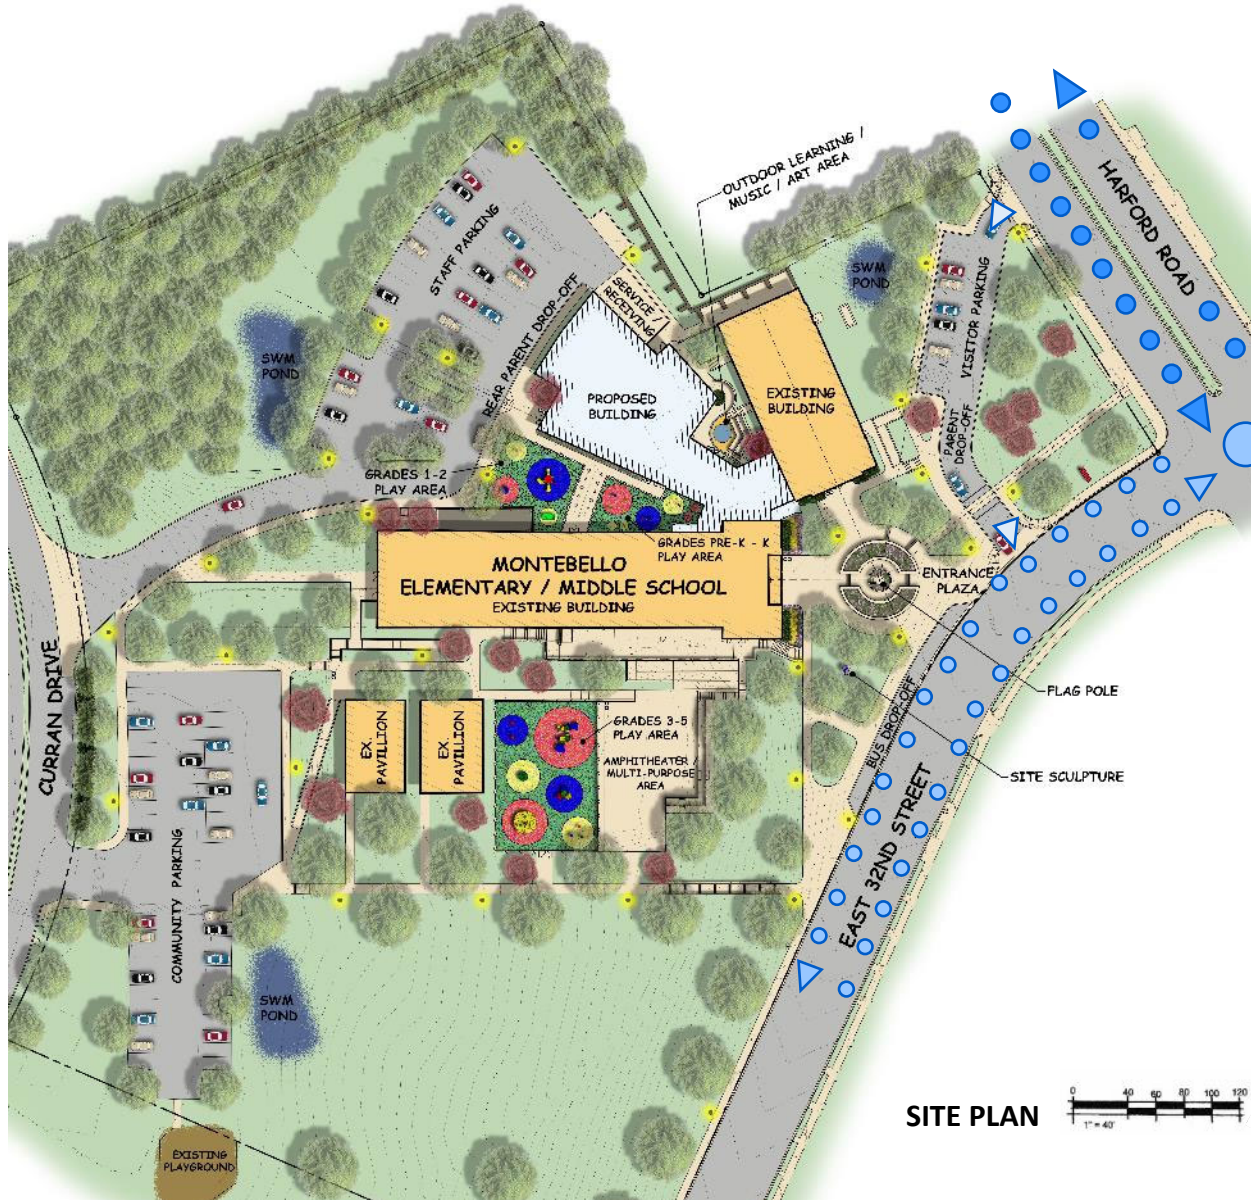 OUTDOOR LEARNING /
MUSIC / ART AREA
HARFORD ROAD
STAFF PARKING
SERVICE /
RECEIVING
SWM
POND
REAR PARENT DROP-OFF
VISITOR PARKING
SWM
POND
PROPOSED
BUILDING
EXISTING
BUILDING
PARENT
DROP-OFF
GRADES 1-2
PLAY AREA
GRADES PRE-K - K
PLAY AREA
MONTEBELLO
ELEMENTARY / MIDDLE SCHOOL
EXISTING BUILDING
ENTRANCE
PLAZA
CURRAN DRIVE
FLAG POLE
BUS DROP-OFF
EX.
PAVILLION
EX.
PAVILLION
GRADES 3-5
PLAY AREA
AMPHITHEATER /
MULTI-PURPOSE
AREA
SITE SCULPTURE
EAST 32ND STREET
COMMUNITY PARKING
SWM
POND
SITE PLAN
0 40 60 80 100 120
1" = 40'
EXISTING
PLAYGROUND